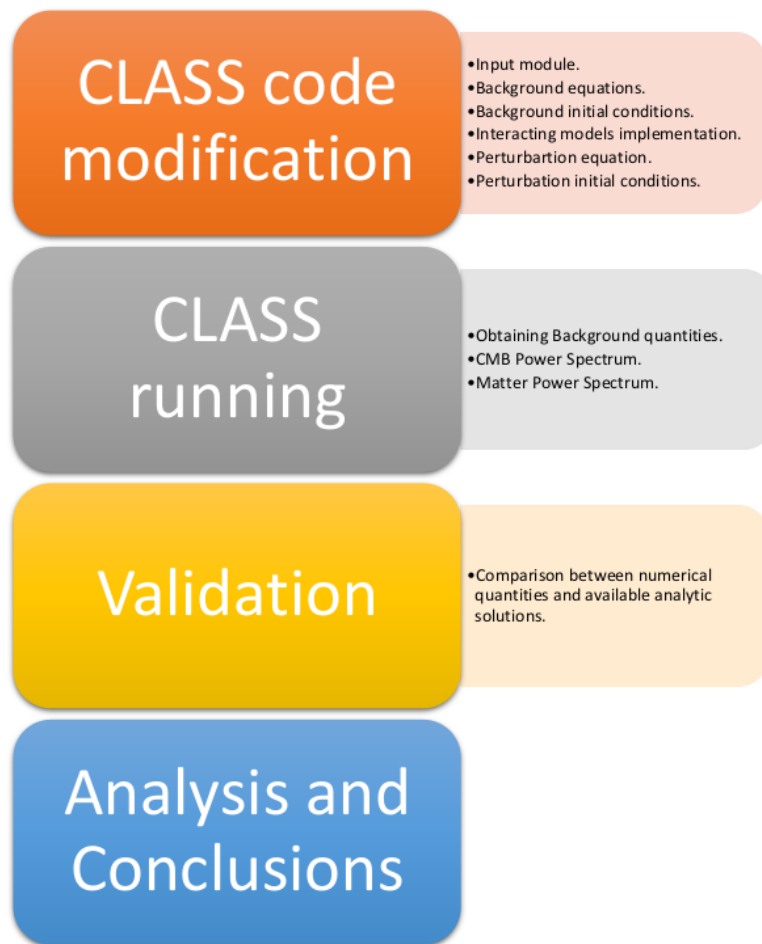 CLASS code
modification
•Input module.
•Background equations.
•Background initial conditions.
•Interacting models implementation.
•Perturbartion equation.
•Perturbation initial conditions.
CLASS
running
•Obtaining Background quantities.
•CMB Power Spectrum.
•Matter Power Spectrum.
Validation
•Comparison between numerical
quantities and available analytic
solutions.
Analysis and
Conclusions